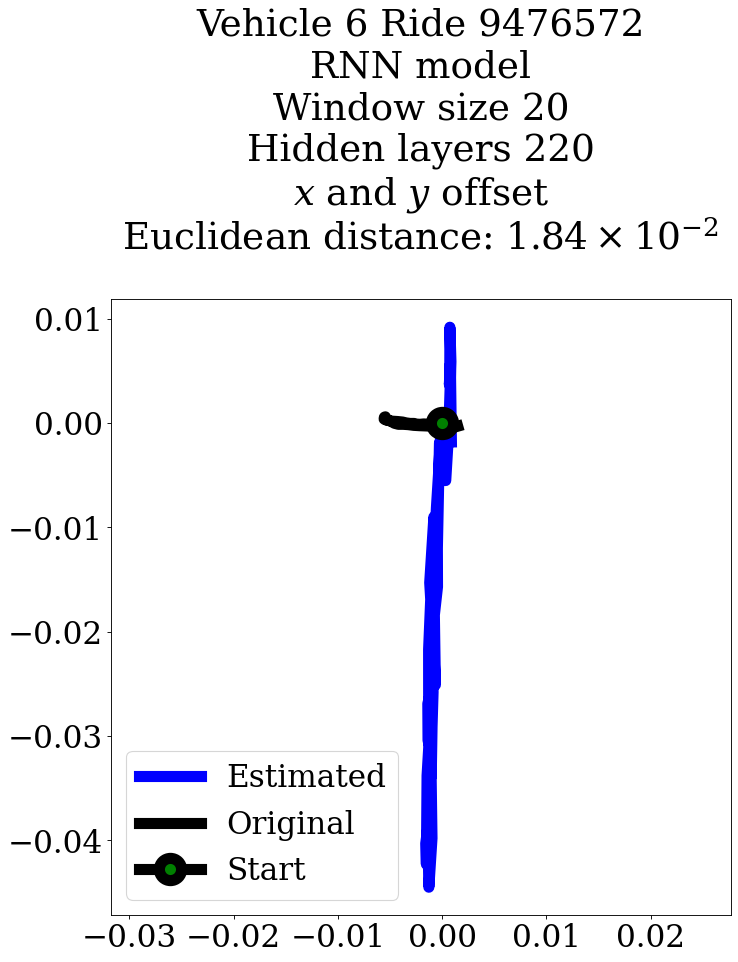 Vehicle 6 Ride 9476572
RNN model
Window size 20
Hidden layers 220
x and y offset
Euclidean distance: 1.84 × 10⁻²
0.01
0.00
−0.01
−0.02
−0.03
−0.04
Estimated
Original
Start
−0.03 −0.02 −0.01 0.00 0.01 0.02